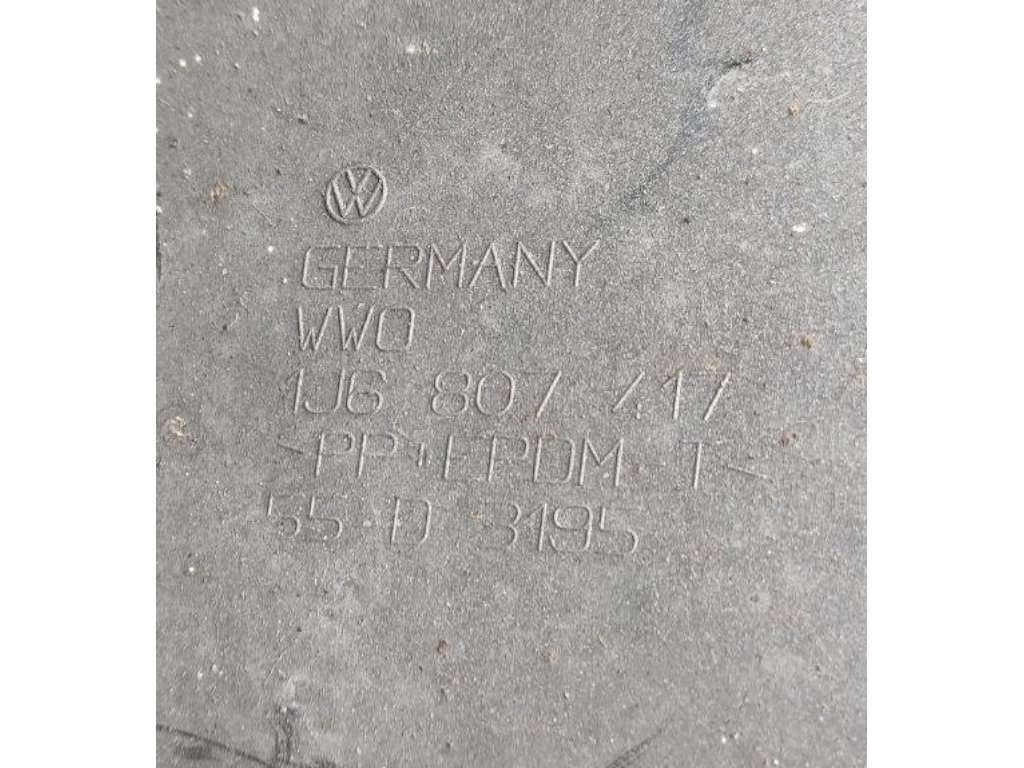 GERMANY
WWO
1J6 807 417
>PP+EPDM T<
55-D 3195